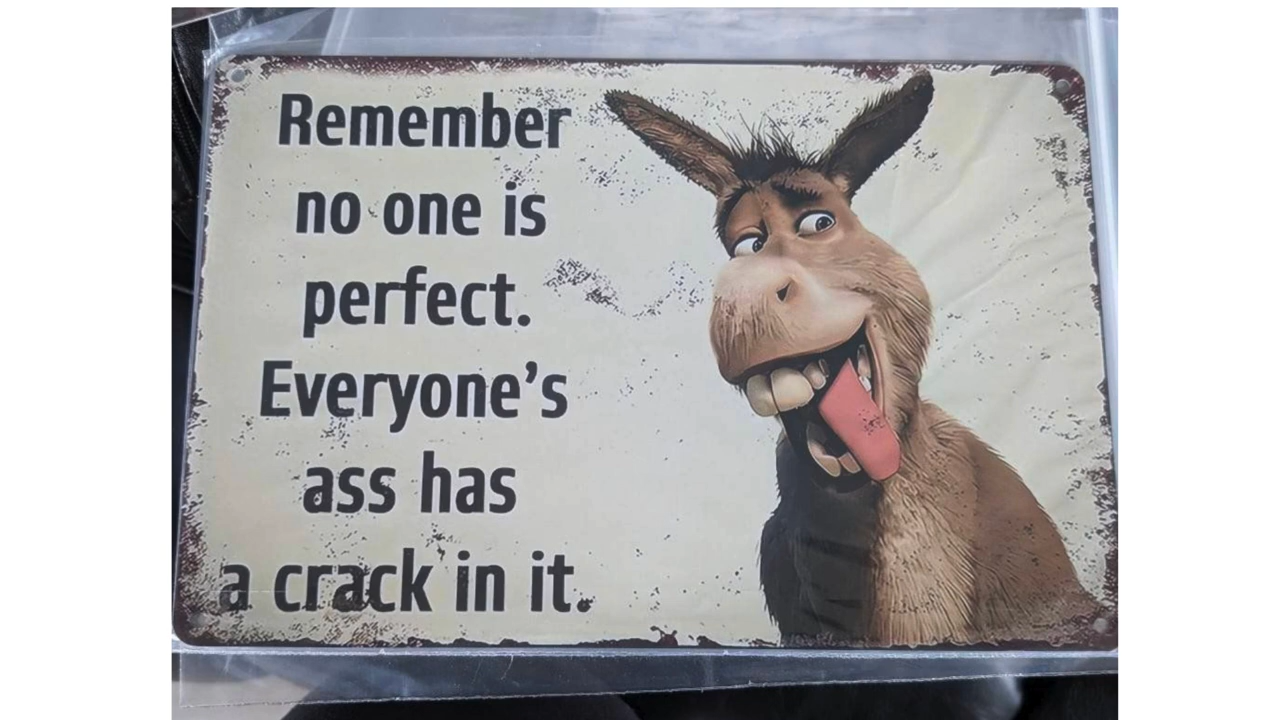 Remember
no one is
perfect.
Everyone’s
ass has
a crack in it.